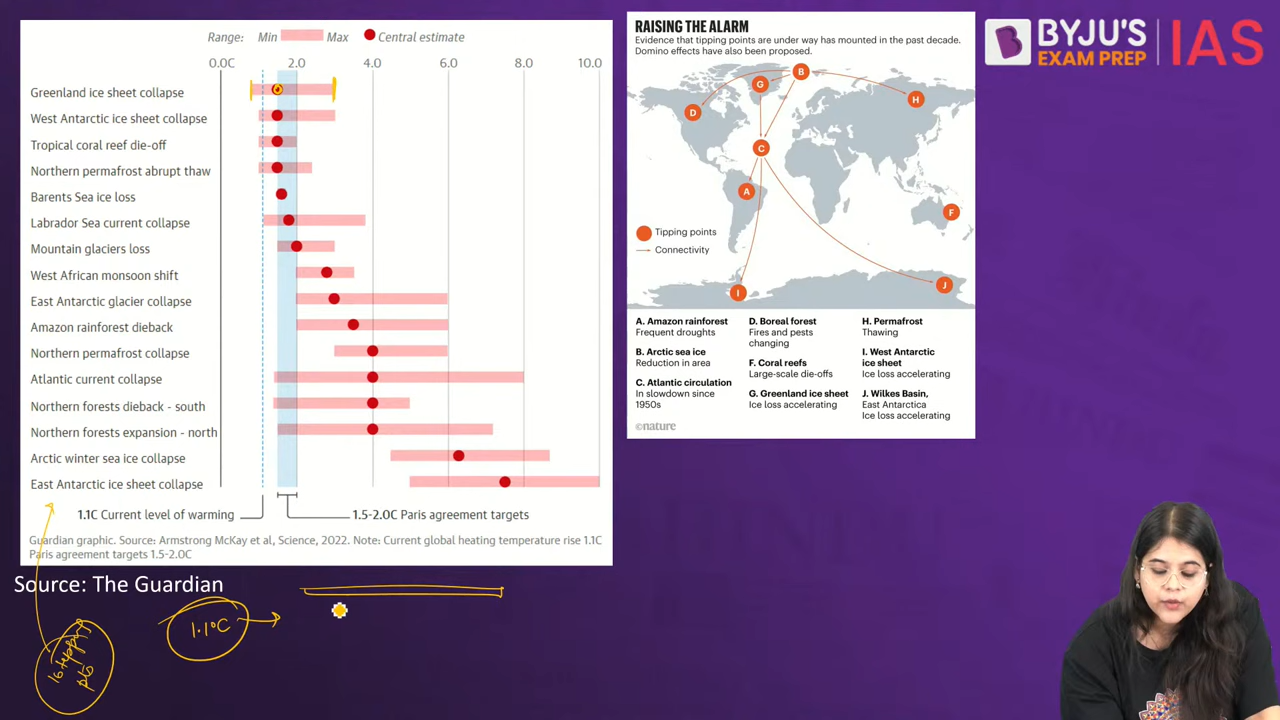 Range: Min Max Central estimate
0.0C 2.0 4.0 6.0 8.0 10.0
Greenland ice sheet collapse
West Antarctic ice sheet collapse
Tropical coral reef die-off
Northern permafrost abrupt thaw
Barents Sea ice loss
Labrador Sea current collapse
Mountain glaciers loss
West African monsoon shift
East Antarctic glacier collapse
Amazon rainforest dieback
Northern permafrost collapse
Atlantic current collapse
Northern forests dieback - south
Northern forests expansion - north
Arctic winter sea ice collapse
East Antarctic ice sheet collapse
1.1C Current level of warming
1.5-2.0C Paris agreement targets
Guardian graphic. Source: Armstrong McKay et al, Science, 2022. Note: Current global heating temperature rise 1.1C
Paris agreement targets 1.5-2.0C
Source: The Guardian
1.1°C
16 tipping
pts
RAISING THE ALARM
Evidence that tipping points are under way has mounted in the past decade.
Domino effects have also been proposed.
B
G
H
D
C
A
F
Tipping points
Connectivity
J
I
A. Amazon rainforest
Frequent droughts
B. Arctic sea ice
Reduction in area
C. Atlantic circulation
In slowdown since
1950s
D. Boreal forest
Fires and pests
changing
F. Coral reefs
Large-scale die-offs
G. Greenland ice sheet
Ice loss accelerating
H. Permafrost
Thawing
I. West Antarctic
ice sheet
Ice loss accelerating
J. Wilkes Basin,
East Antarctica
Ice loss accelerating
©nature
BYJU'S
EXAM PREP
IAS